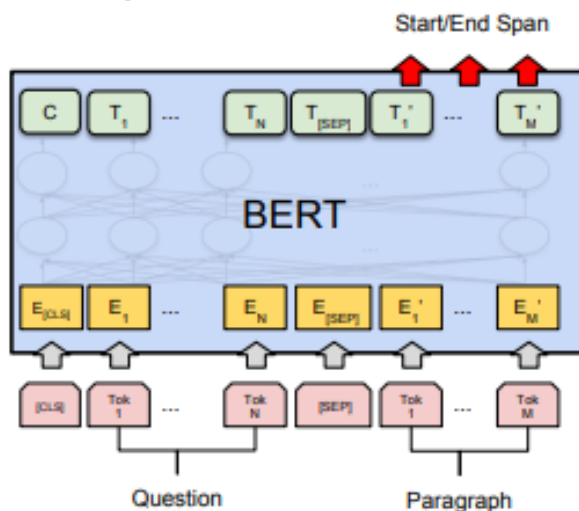 Start/End Span
C T1 ... TN T[SEP] T1' ... TM'
...
BERT
...
E[CLS] E1 ... EN E[SEP] E1' ... EM'
[CLS] Tok 1 ... Tok N [SEP] Tok 1 ... Tok M
Question Paragraph